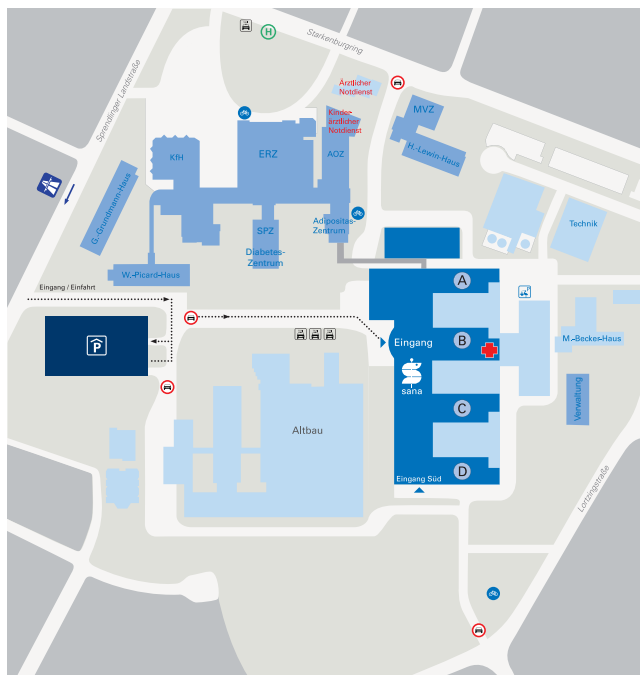 H
Starkenburgring
Sprendlinger Landstraße
Ärztlicher
Notdienst
Kinder-
ärztlicher
Notdienst
MVZ
H.-Lewin-Haus
KfH
ERZ
AOZ
G.-Grundmann-Haus
SPZ
Adipositas-
Zentrum
Diabetes-
Zentrum
Technik
W.-Picard-Haus
Eingang / Einfahrt
A
P
Eingang
B
M.-Becker-Haus
sana
Verwaltung
C
Altbau
D
Eingang Süd
Lortzingstraße